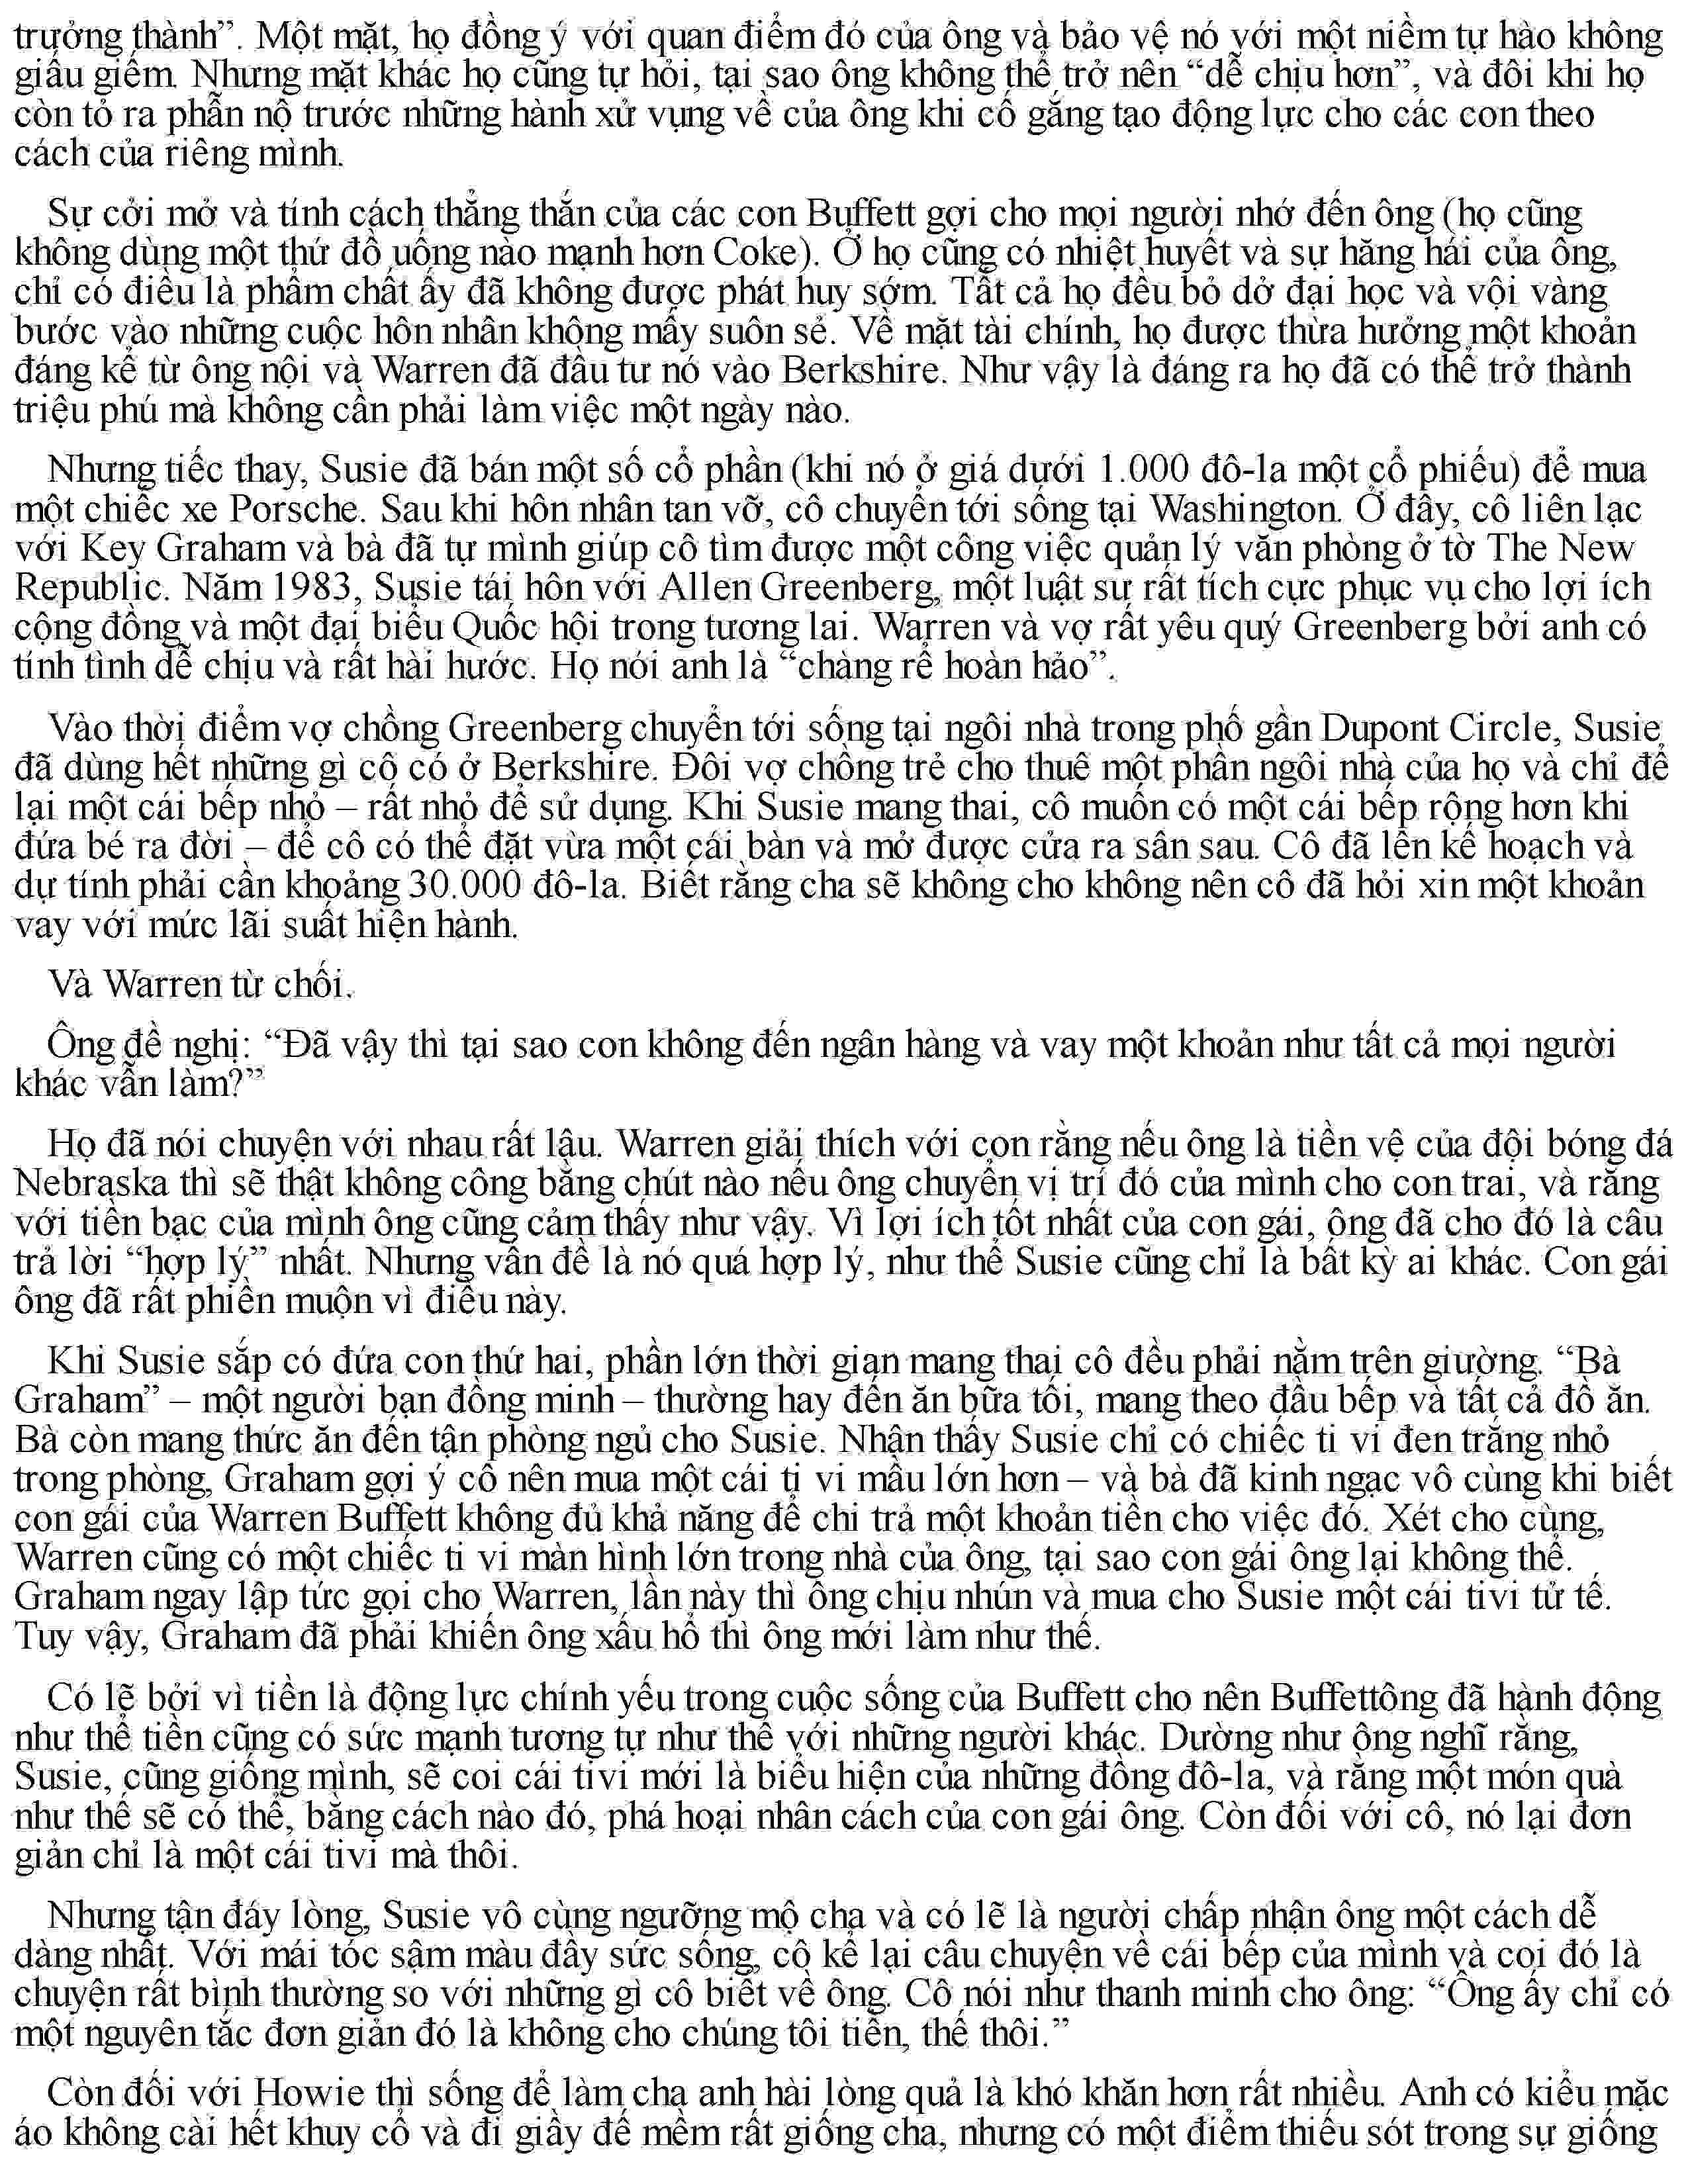 trưởng thành”. Một mặt, họ đồng ý với quan điểm đó của ông và bảo vệ nó với một niềm tự hào không
giấu giếm. Nhưng mặt khác họ cũng tự hỏi, tại sao ông không thể trở nên “dễ chịu hơn”, và đôi khi họ
còn tỏ ra phẫn nộ trước những hành xử vụng về của ông khi cố gắng tạo động lực cho các con theo
cách của riêng mình.
Sự cởi mở và tính cách thẳng thắn của các con Buffett gợi cho mọi người nhớ đến ông (họ cũng
không dùng một thứ đồ uống nào mạnh hơn Coke). Ở họ cũng có nhiệt huyết và sự hăng hái của ông,
chỉ có điều là phẩm chất ấy đã không được phát huy sớm. Tất cả họ đều bỏ dở đại học và vội vàng
bước vào những cuộc hôn nhân không mấy suôn sẻ. Về mặt tài chính, họ được thừa hưởng một khoản
đáng kể từ ông nội và Warren đã đầu tư nó vào Berkshire. Như vậy là đáng ra họ đã có thể trở thành
triệu phú mà không cần phải làm việc một ngày nào.
Nhưng tiếc thay, Susie đã bán một số cổ phần (khi nó ở giá dưới 1.000 đô-la một cổ phiếu) để mua
một chiếc xe Porsche. Sau khi hôn nhân tan vỡ, cô chuyển tới sống tại Washington. Ở đây, cô liên lạc
với Key Graham và bà đã tự mình giúp cô tìm được một công việc quản lý văn phòng ở tờ The New
Republic. Năm 1983, Susie tái hôn với Allen Greenberg, một luật sư rất tích cực phục vụ cho lợi ích
cộng đồng và một đại biểu Quốc hội trong tương lai. Warren và vợ rất yêu quý Greenberg bởi anh có
tính tình dễ chịu và rất hài hước. Họ nói anh là “chàng rể hoàn hảo”.
Vào thời điểm vợ chồng Greenberg chuyển tới sống tại ngôi nhà trong phố gần Dupont Circle, Susie
đã dùng hết những gì cô có ở Berkshire. Đôi vợ chồng trẻ cho thuê một phần ngôi nhà của họ và chỉ để
lại một cái bếp nhỏ – rất nhỏ để sử dụng. Khi Susie mang thai, cô muốn có một cái bếp rộng hơn khi
đứa bé ra đời – để cô có thể đặt vừa một cái bàn và mở được cửa ra sân sau. Cô đã lên kế hoạch và
dự tính phải cần khoảng 30.000 đô-la. Biết rằng cha sẽ không cho không nên cô đã hỏi xin một khoản
vay với mức lãi suất hiện hành.
Và Warren từ chối.
Ông đề nghị: “Đã vậy thì tại sao con không đến ngân hàng và vay một khoản như tất cả mọi người
khác vẫn làm?”
Họ đã nói chuyện với nhau rất lâu. Warren giải thích với con rằng nếu ông là tiền vệ của đội bóng đá
Nebraska thì sẽ thật không công bằng chút nào nếu ông chuyển vị trí đó của mình cho con trai, và rằng
với tiền bạc của mình ông cũng cảm thấy như vậy. Vì lợi ích tốt nhất của con gái, ông đã cho đó là câu
trả lời “hợp lý” nhất. Nhưng vấn đề là nó quá hợp lý, như thể Susie cũng chỉ là bất kỳ ai khác. Con gái
ông đã rất phiền muộn vì điều này.
Khi Susie sắp có đứa con thứ hai, phần lớn thời gian mang thai cô đều phải nằm trên giường. “Bà
Graham” – một người bạn đồng minh – thường hay đến ăn bữa tối, mang theo đầu bếp và tất cả đồ ăn.
Bà còn mang thức ăn đến tận phòng ngủ cho Susie. Nhận thấy Susie chỉ có chiếc ti vi đen trắng nhỏ
trong phòng, Graham gợi ý cô nên mua một cái ti vi mầu lớn hơn – và bà đã kinh ngạc vô cùng khi biết
con gái của Warren Buffett không đủ khả năng để chi trả một khoản tiền cho việc đó. Xét cho cùng,
Warren cũng có một chiếc ti vi màn hình lớn trong nhà của ông, tại sao con gái ông lại không thể.
Graham ngay lập tức gọi cho Warren, lần này thì ông chịu nhún và mua cho Susie một cái tivi tử tế.
Tuy vậy, Graham đã phải khiến ông xấu hổ thì ông mới làm như thế.
Có lẽ bởi vì tiền là động lực chính yếu trong cuộc sống của Buffett cho nên Buffettông đã hành động
như thể tiền cũng có sức mạnh tương tự như thế với những người khác. Dường như ông nghĩ rằng,
Susie, cũng giống mình, sẽ coi cái tivi mới là biểu hiện của những đồng đô-la, và rằng một món quà
như thế sẽ có thể, bằng cách nào đó, phá hoại nhân cách của con gái ông. Còn đối với cô, nó lại đơn
giản chỉ là một cái tivi mà thôi.
Nhưng tận đáy lòng, Susie vô cùng ngưỡng mộ cha và có lẽ là người chấp nhận ông một cách dễ
dàng nhất. Với mái tóc sậm màu đầy sức sống, cô kể lại câu chuyện về cái bếp của mình và coi đó là
chuyện rất bình thường so với những gì cô biết về ông. Cô nói như thanh minh cho ông: “Ông ấy chỉ có
một nguyên tắc đơn giản đó là không cho chúng tôi tiền, thế thôi.”
Còn đối với Howie thì sống để làm cha anh hài lòng quả là khó khăn hơn rất nhiều. Anh có kiểu mặc
áo không cài hết khuy cổ và đi giầy đế mềm rất giống cha, nhưng có một điểm thiếu sót trong sự giống